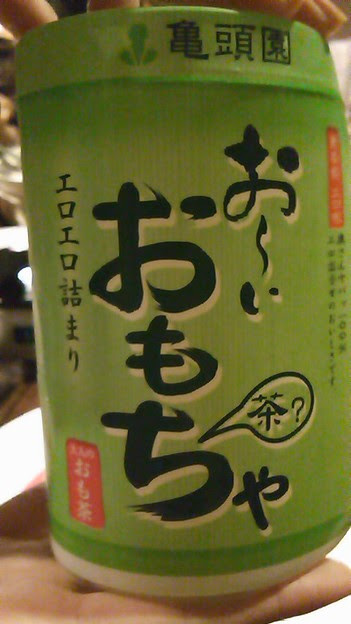 亀頭園
お～い
おもちゃ
茶?
エロエロ詰まり
大人の
おも茶